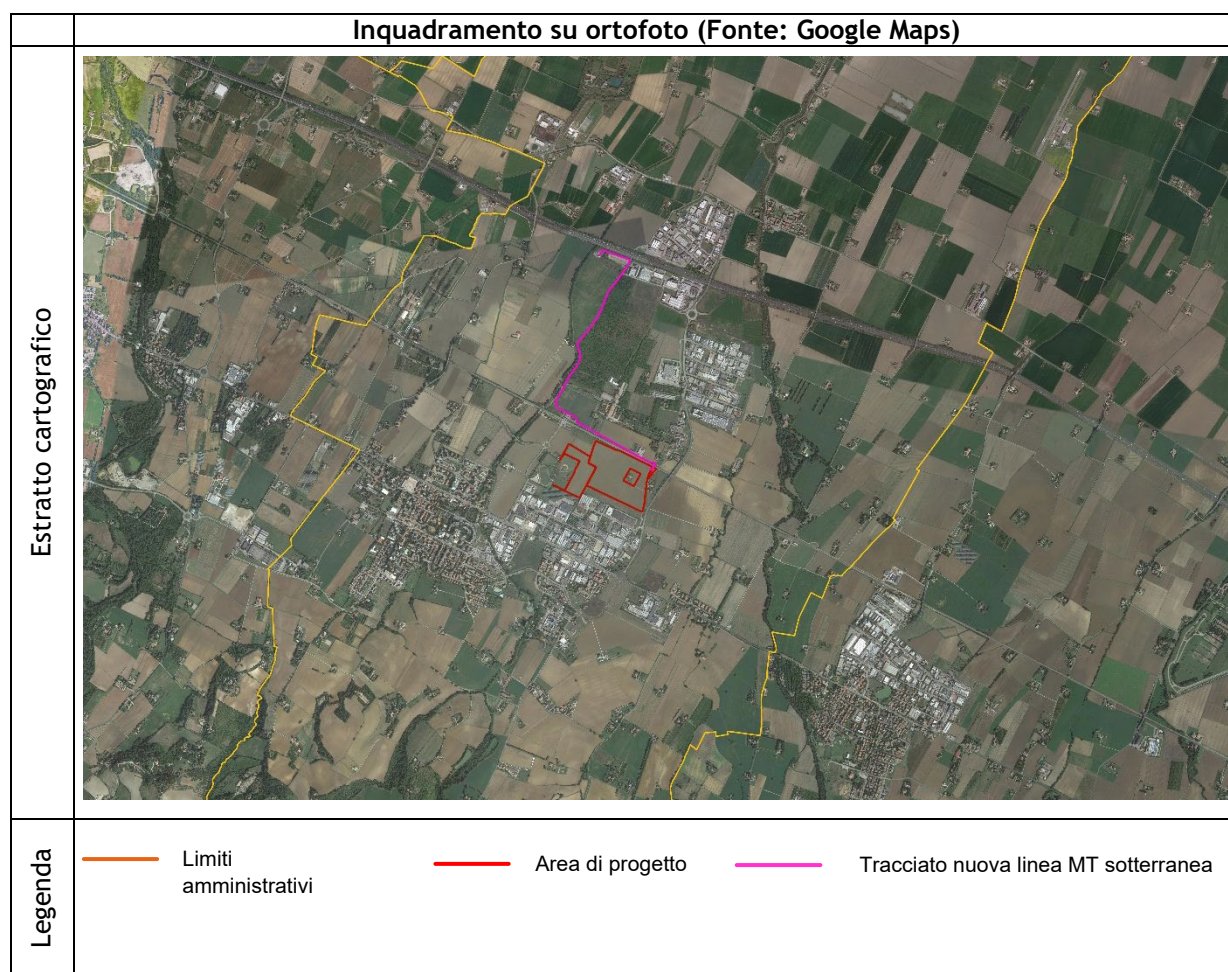 Inquadramento su ortofoto (Fonte: Google Maps)
Estratto cartografico
Legenda
Limiti
amministrativi
Area di progetto
Tracciato nuova linea MT sotterranea